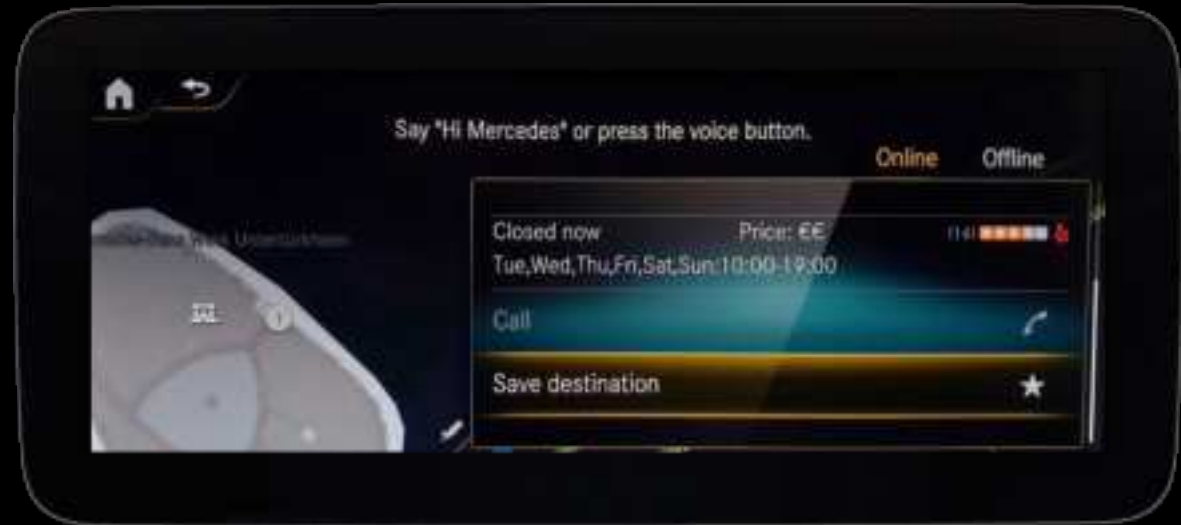 Say "Hi Mercedes" or press the voice button.
Online Offline
Closed now Price: €€
Tue,Wed,Thu,Fri,Sat,Sun:10:00-19:00
Call
Save destination